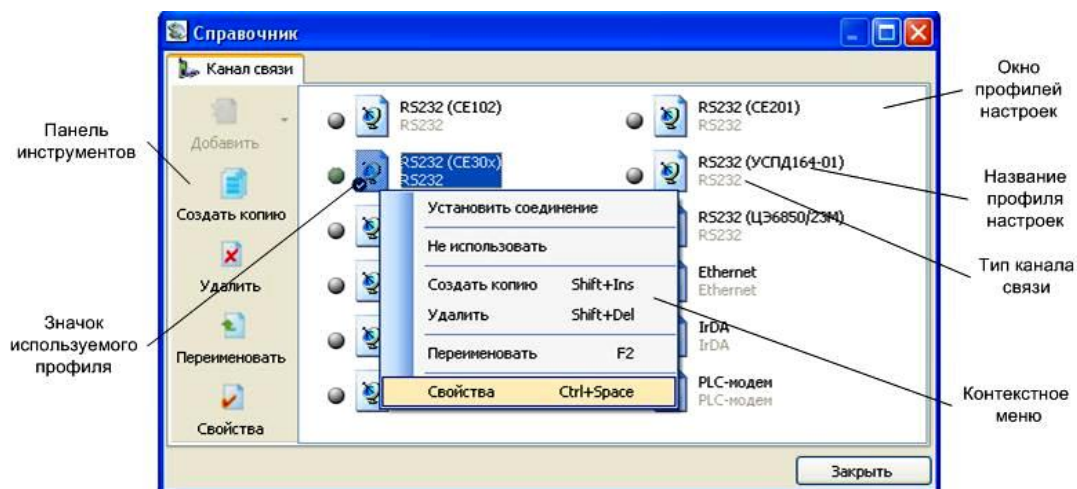 Справочник
Канал связи
Добавить
Создать копию
Удалить
Переименовать
Свойства
RS232 (CE102)
RS232
RS232 (CE201)
RS232
RS232 (CE30x)
RS232
RS232 (УСПД164-01)
RS232
RS232 (ЦЭ6850/23М)
RS232
Ethernet
Ethernet
IrDA
IrDA
PLC-модем
PLC-модем
Установить соединение
Не использовать
Создать копию Shift+Ins
Удалить Shift+Del
Переименовать F2
Свойства Ctrl+Space
Закрыть
Панель
инструментов
Значок
используемого
профиля
Окно
профилей
настроек
Название
профиля
настроек
Тип канала
связи
Контекстное
меню